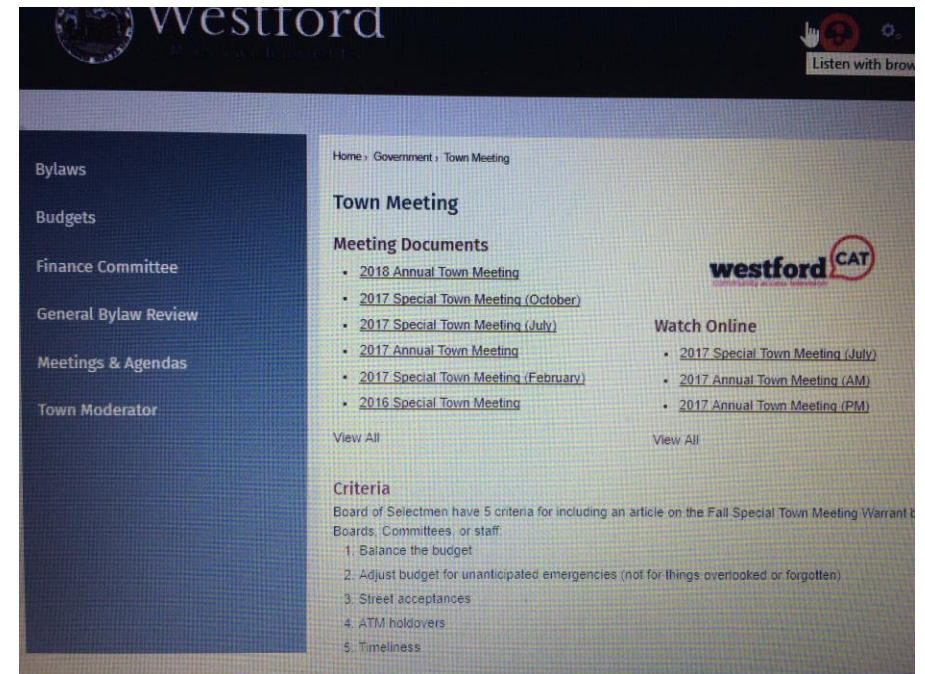 Westford
Listen with brow
Bylaws
Budgets
Finance Committee
General Bylaw Review
Meetings & Agendas
Town Moderator
Home › Government › Town Meeting
Town Meeting
Meeting Documents
• 2018 Annual Town Meeting
• 2017 Special Town Meeting (October)
• 2017 Special Town Meeting (July)
• 2017 Annual Town Meeting
• 2017 Special Town Meeting (February)
• 2016 Special Town Meeting
View All
westford CAT
community access television
Watch Online
• 2017 Special Town Meeting (July)
• 2017 Annual Town Meeting (AM)
• 2017 Annual Town Meeting (PM)
View All
Criteria
Board of Selectmen have 5 criteria for including an article on the Fall Special Town Meeting Warrant b
Boards, Committees, or staff:
1. Balance the budget
2. Adjust budget for unanticipated emergencies (not for things overlooked or forgotten)
3. Street acceptances
4. ATM holdovers
5. Timeliness